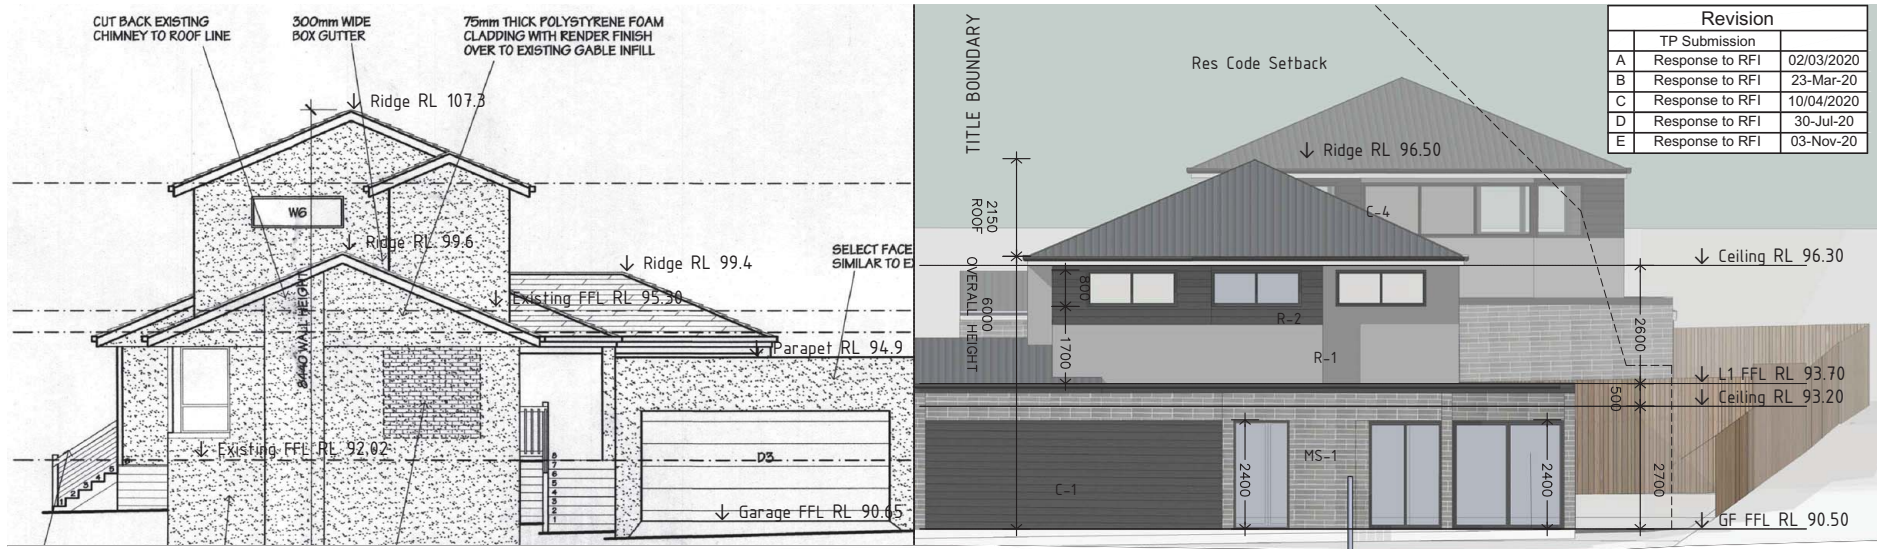 CUT BACK EXISTING
CHIMNEY TO ROOF LINE
300mm WIDE
BOX GUTTER
75mm THICK POLYSTYRENE FOAM
CLADDING WITH RENDER FINISH
OVER TO EXISTING GABLE INFILL
Ridge RL 107.3
W6
Ridge RL 99.6
Ridge RL 99.4
SELECT FACE
SIMILAR TO E
Existing FFL RL 95.30
8440 WALL HEIGHT
Parapet RL 94.9
Existing FFL RL 92.02
D3
Garage FFL RL 90.65
6
5
4
3
2
1
8
7
6
5
4
3
2
1
TITLE BOUNDARY
Res Code Setback
Ridge RL 96.50
2150
ROOF
C-4
OVERALL HEIGHT
6000
800
1700
R-2
R-1
Ceiling RL 96.30
2600
L1 FFL RL 93.70
500
Ceiling RL 93.20
MS-1
C-1
2400
2400
2700
GF FFL RL 90.50
Revision
TP Submission
A Response to RFI 02/03/2020
B Response to RFI 23-Mar-20
C Response to RFI 10/04/2020
D Response to RFI 30-Jul-20
E Response to RFI 03-Nov-20